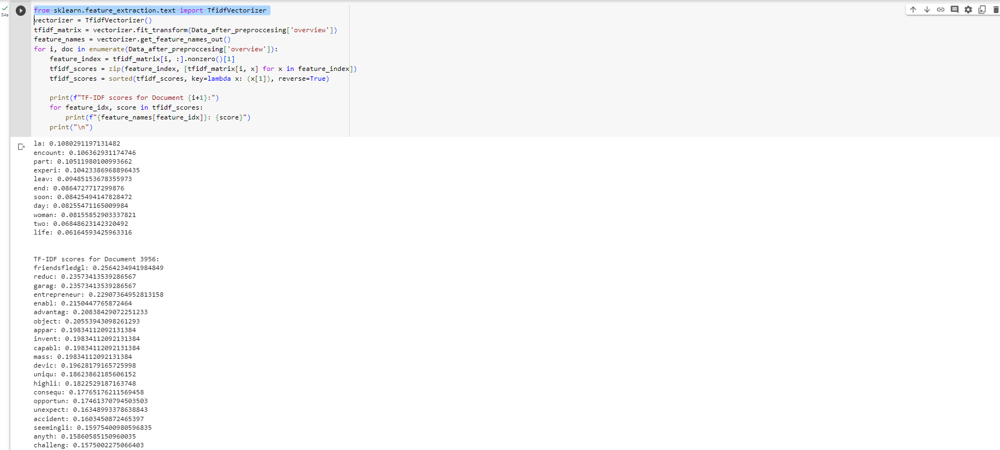 from sklearn.feature_extraction.text import TfidfVectorizer
54s
vectorizer = TfidfVectorizer()
tfidf_matrix = vectorizer.fit_transform(Data_after_preproccesing['overview'])
feature_names = vectorizer.get_feature_names_out()
for i, doc in enumerate(Data_after_preproccesing['overview']):
    feature_index = tfidf_matrix[i, :].nonzero()[1]
    tfidf_scores = zip(feature_index, [tfidf_matrix[i, x] for x in feature_index])
    tfidf_scores = sorted(tfidf_scores, key=lambda x: (x[1]), reverse=True)
    print(f"TF-IDF scores for Document {i+1}:")
    for feature_idx, score in tfidf_scores:
        print(f"{feature_names[feature_idx]}: {score}")
    print("\n")
la: 0.1080291197131482
encount: 0.106362931174746
part: 0.10511980100993662
experi: 0.10423386968896435
leav: 0.09485153678355973
end: 0.0864727717299876
soon: 0.08425494147828472
day: 0.08255471165009984
woman: 0.08155852903337821
two: 0.06848623142320492
life: 0.06164593425963316
TF-IDF scores for Document 3956:
friendsfledgl: 0.2564234941984849
reduc: 0.23573413539286567
garag: 0.23573413539286567
entrepreneur: 0.22907364952813158
enabl: 0.2150447765872464
advantag: 0.20838429072251233
object: 0.20553943098261293
appar: 0.19834112092131384
invent: 0.19834112092131384
capabl: 0.19834112092131384
mass: 0.19834112092131384
devic: 0.19628179165725998
uniqu: 0.18623862185606152
highli: 0.1822529187163748
consequ: 0.17765176211569458
opportun: 0.17461370794503503
unexpect: 0.16348993378638843
accident: 0.1603450872465397
seemingli: 0.15975400980596835
anyth: 0.15860585150960035
challeng: 0.1575002275066403